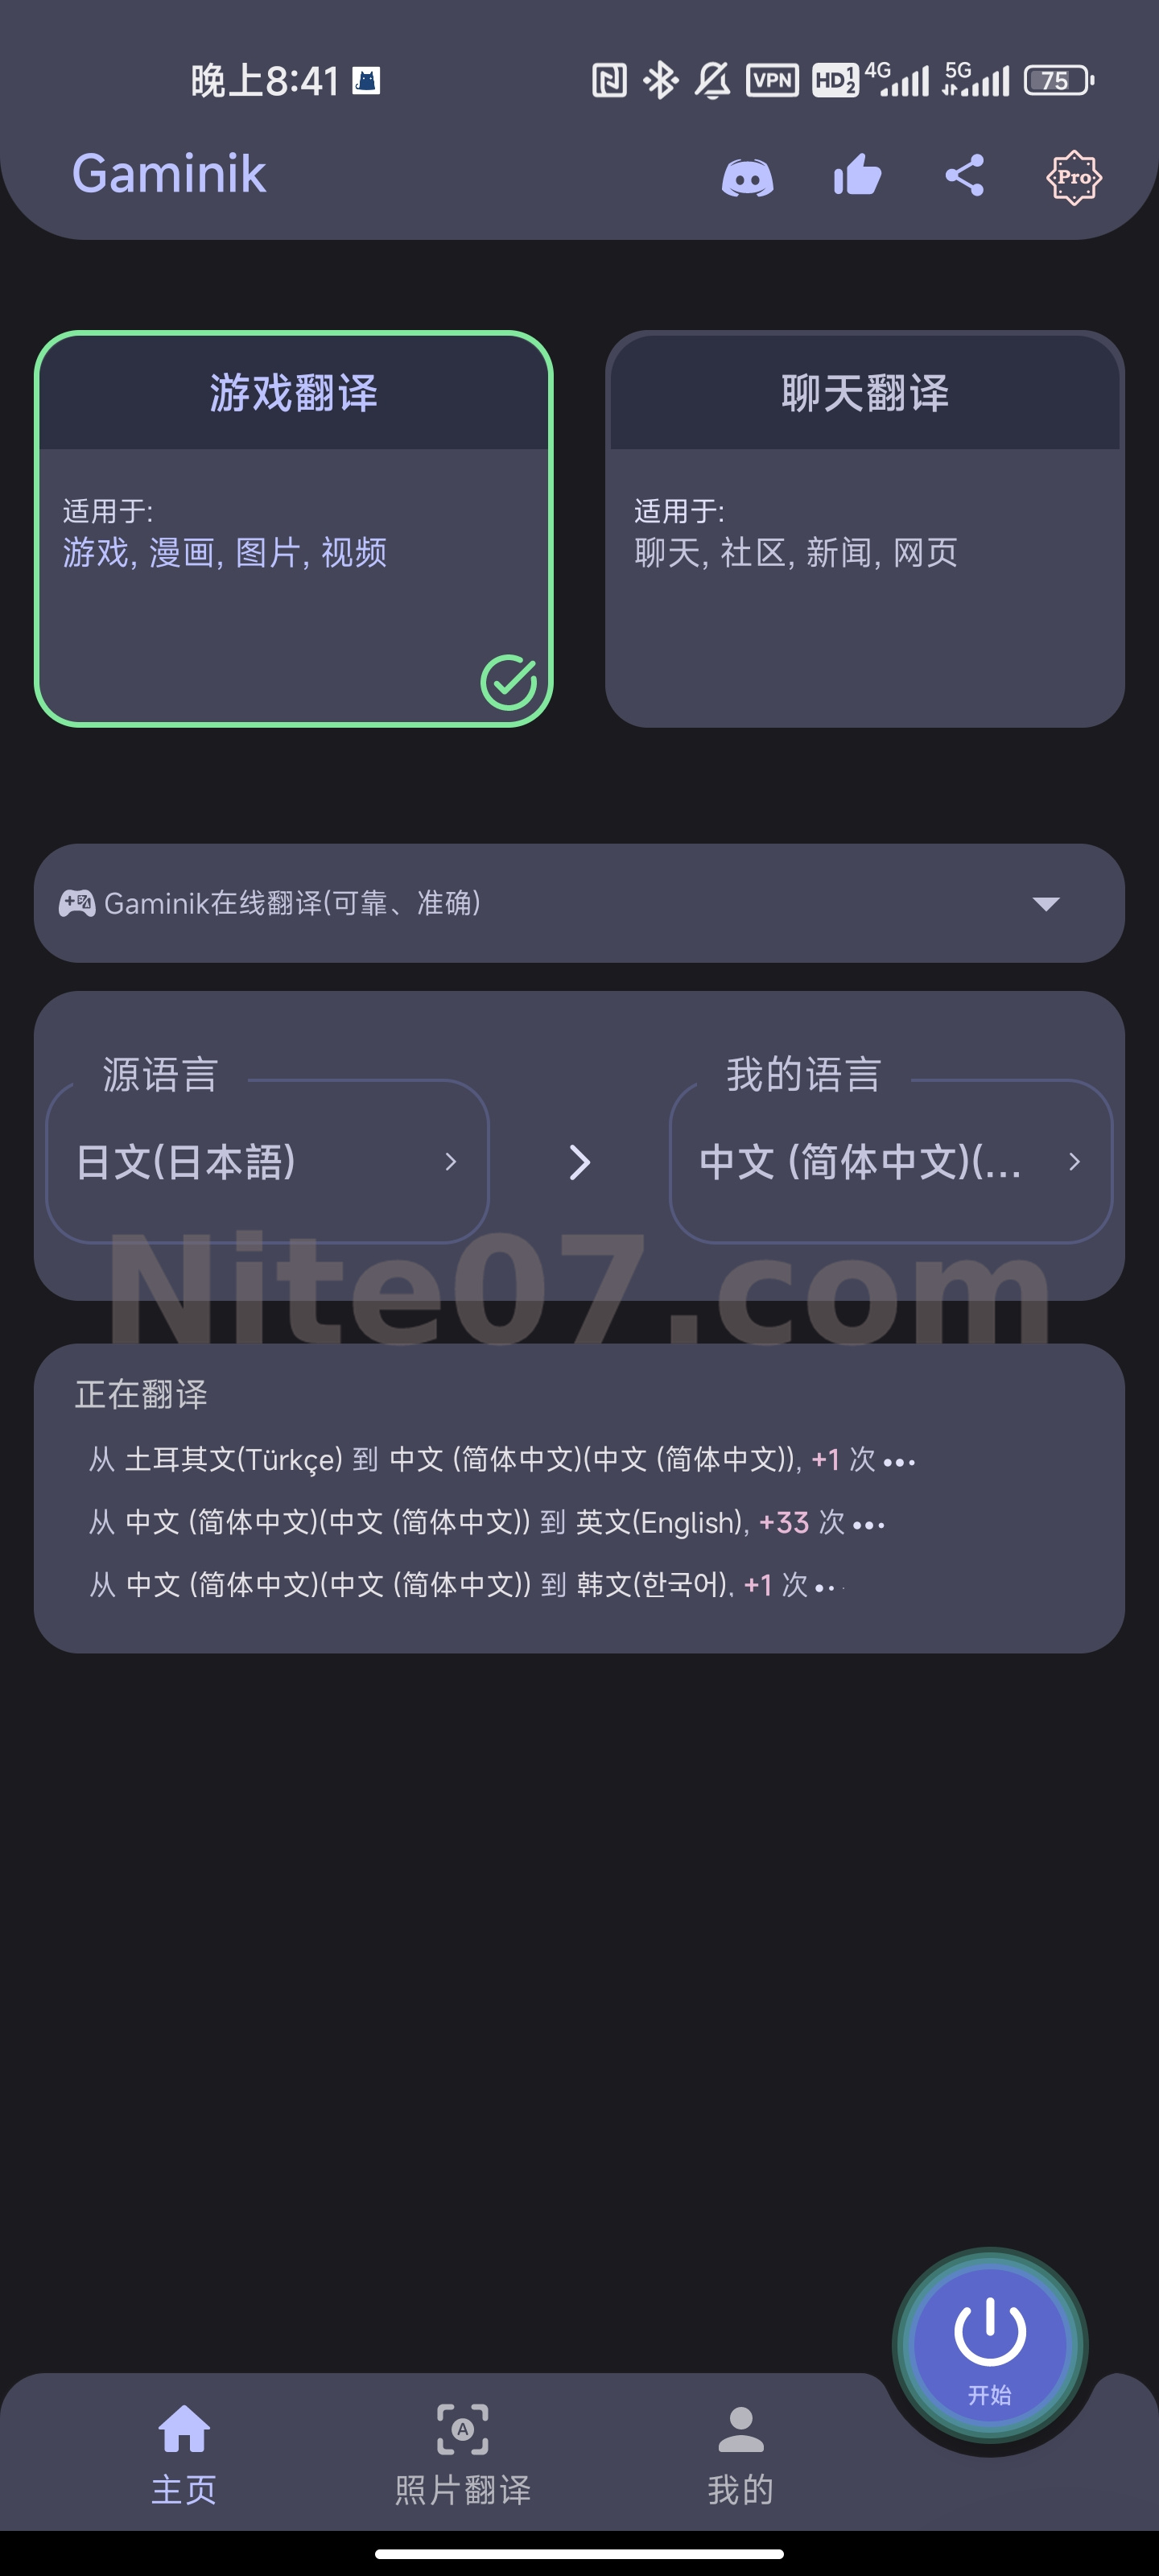 晚上8:41
VPN
HD 1 2
4G
5G
75
Gaminik
Pro
游戏翻译
聊天翻译
适用于:
游戏, 漫画, 图片, 视频
适用于:
聊天, 社区, 新闻, 网页
Gaminik在线翻译(可靠、准确)
源语言
我的语言
日文(日本語)
中文 (简体中文)(...
Nite07.com
正在翻译
从 土耳其文(Türkçe) 到 中文 (简体中文)(中文 (简体中文)), +1 次 •••
从 中文 (简体中文)(中文 (简体中文)) 到 英文(English), +33 次 •••
从 中文 (简体中文)(中文 (简体中文)) 到 韩文(한국어), +1 次 •••
开始
主页
A
照片翻译
我的